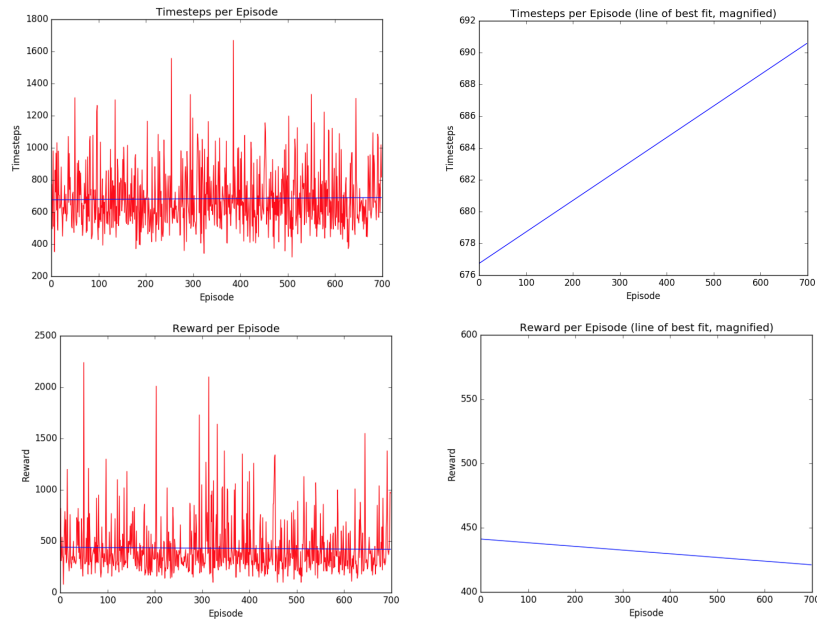 Timesteps per Episode
1800
1600
1400
1200
1000
800
600
400
200
Timesteps
0 100 200 300 400 500 600 700
Episode
Timesteps per Episode (line of best fit, magnified)
692
690
688
686
684
682
680
678
676
Timesteps
0 100 200 300 400 500 600 700
Episode
Reward per Episode
2500
2000
1500
1000
500
0
Reward
0 100 200 300 400 500 600 700
Episode
Reward per Episode (line of best fit, magnified)
600
550
500
450
400
Reward
0 100 200 300 400 500 600 700
Episode